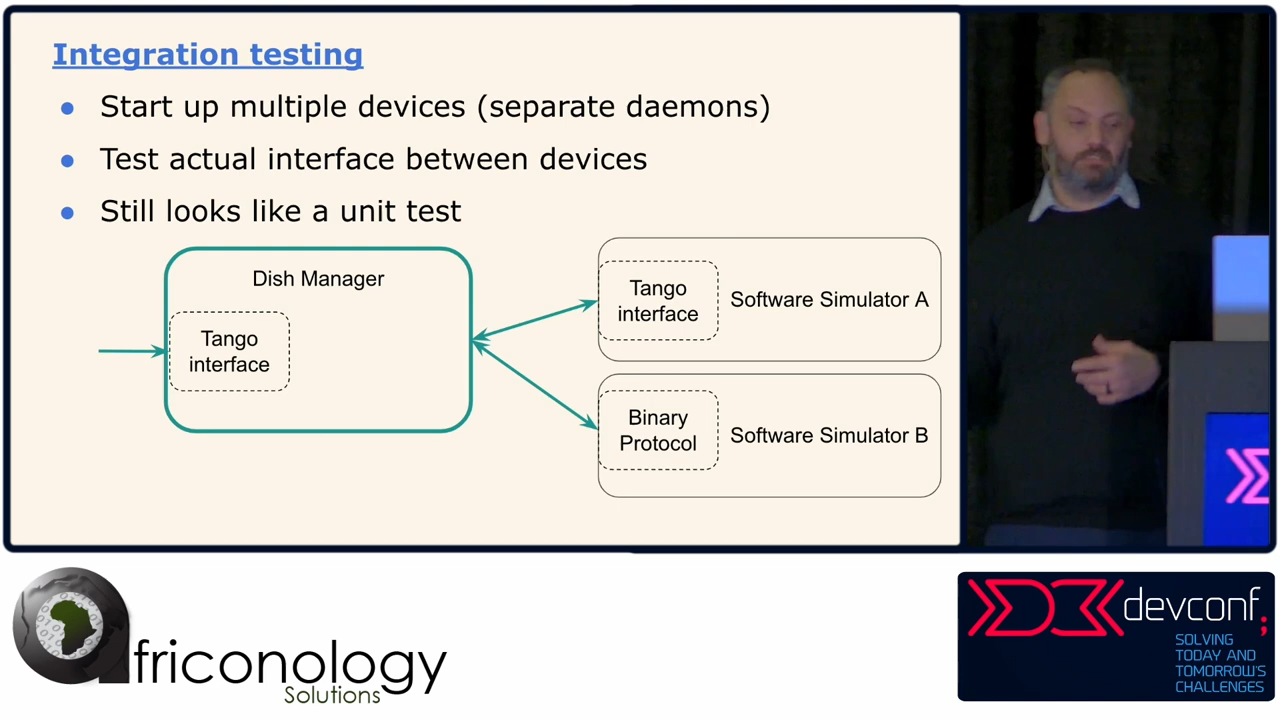 Integration testing
Start up multiple devices (separate daemons)
Test actual interface between devices
Still looks like a unit test
Dish Manager
Tango
interface
Tango
interface
Software Simulator A
Binary
Protocol
Software Simulator B
africonology
Solutions
devconf;
SOLVING
TODAY AND
TOMORROW'S
CHALLENGES